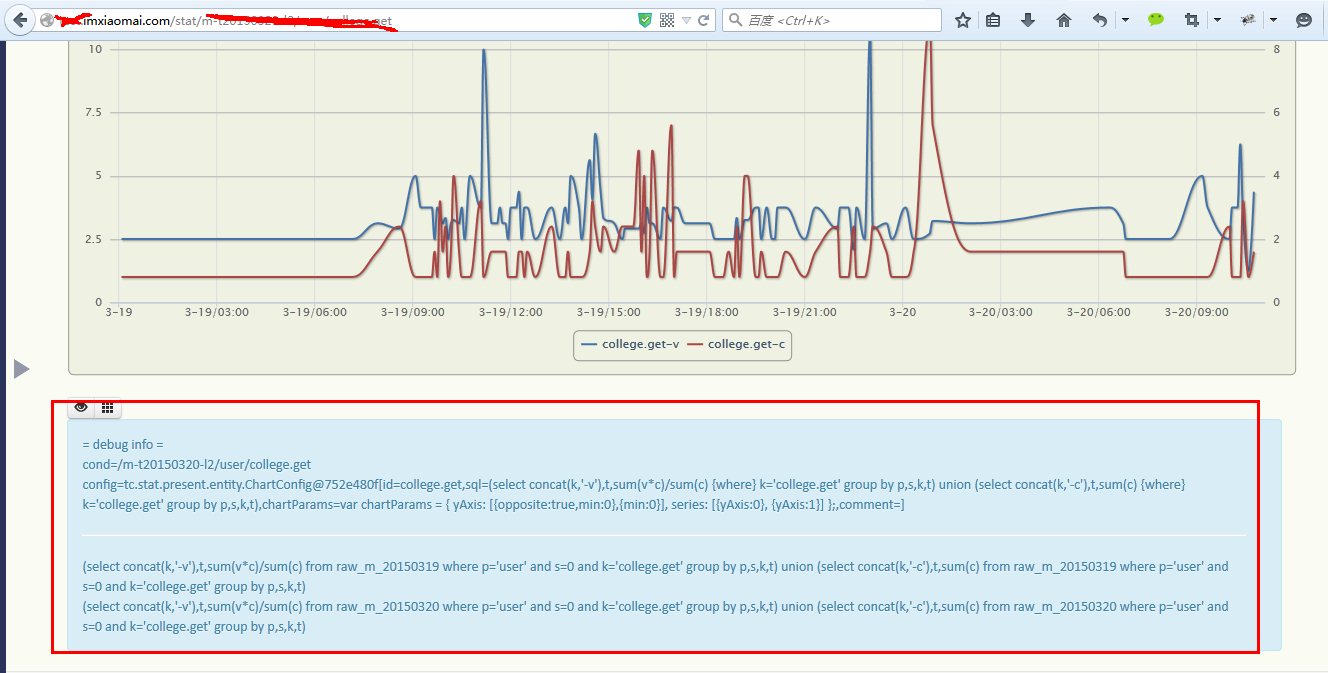 imxiaomai.com/stat/m-t20150320-l2/user/college.get
百度 <Ctrl+K>
10
8
7.5
6
5
4
2.5
2
0
0
3-19
3-19/03:00
3-19/06:00
3-19/09:00
3-19/12:00
3-19/15:00
3-19/18:00
3-19/21:00
3-20
3-20/03:00
3-20/06:00
3-20/09:00
college.get-v
college.get-c
= debug info =
cond=/m-t20150320-l2/user/college.get
config=tc.stat.present.entity.ChartConfig@752e480f[id=college.get,sql=(select concat(k,'-v'),t,sum(v*c)/sum(c) {where} k='college.get' group by p,s,k,t) union (select concat(k,'-c'),t,sum(c) {where}
k='college.get' group by p,s,k,t),chartParams=var chartParams = { yAxis: [{opposite:true,min:0},{min:0}], series: [{yAxis:0}, {yAxis:1}] };,comment=]
(select concat(k,'-v'),t,sum(v*c)/sum(c) from raw_m_20150319 where p='user' and s=0 and k='college.get' group by p,s,k,t) union (select concat(k,'-c'),t,sum(c) from raw_m_20150319 where p='user' and
s=0 and k='college.get' group by p,s,k,t)
(select concat(k,'-v'),t,sum(v*c)/sum(c) from raw_m_20150320 where p='user' and s=0 and k='college.get' group by p,s,k,t) union (select concat(k,'-c'),t,sum(c) from raw_m_20150320 where p='user' and
s=0 and k='college.get' group by p,s,k,t)